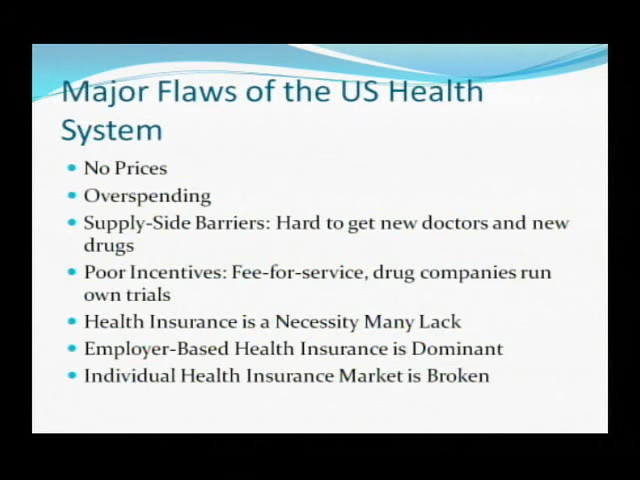 Major Flaws of the US Health
System
No Prices
Overspending
Supply-Side Barriers: Hard to get new doctors and new
drugs
Poor Incentives: Fee-for-service, drug companies run
own trials
Health Insurance is a Necessity Many Lack
Employer-Based Health Insurance is Dominant
Individual Health Insurance Market is Broken